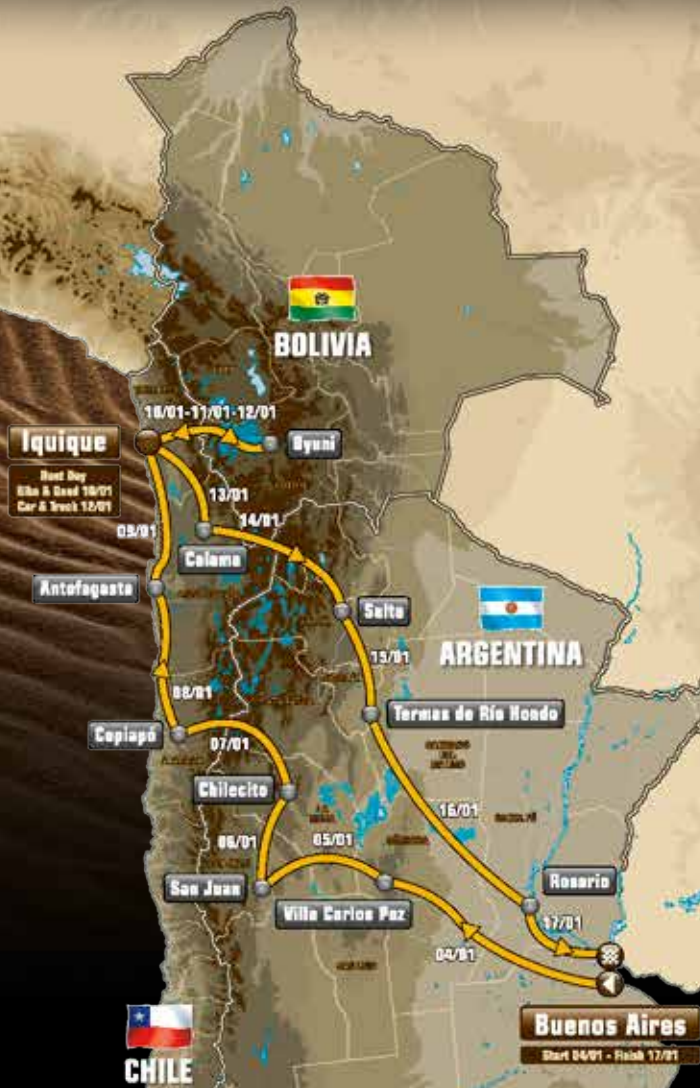 BOLIVIA
10/01-11/01-12/01
Iquique
Uyuni
Rest Day
Bike & Quad 10/01
Car & Truck 12/01
13/01
14/01
09/01
Calama
Antofagasta
Salta
ARGENTINA
15/01
08/01
Termas de Río Hondo
Copiapó
07/01
Chilecito
16/01
06/01
05/01
San Juan
Villa Carlos Paz
Rosario
17/01
04/01
Buenos Aires
Start 04/01 - Finish 17/01
CHILE